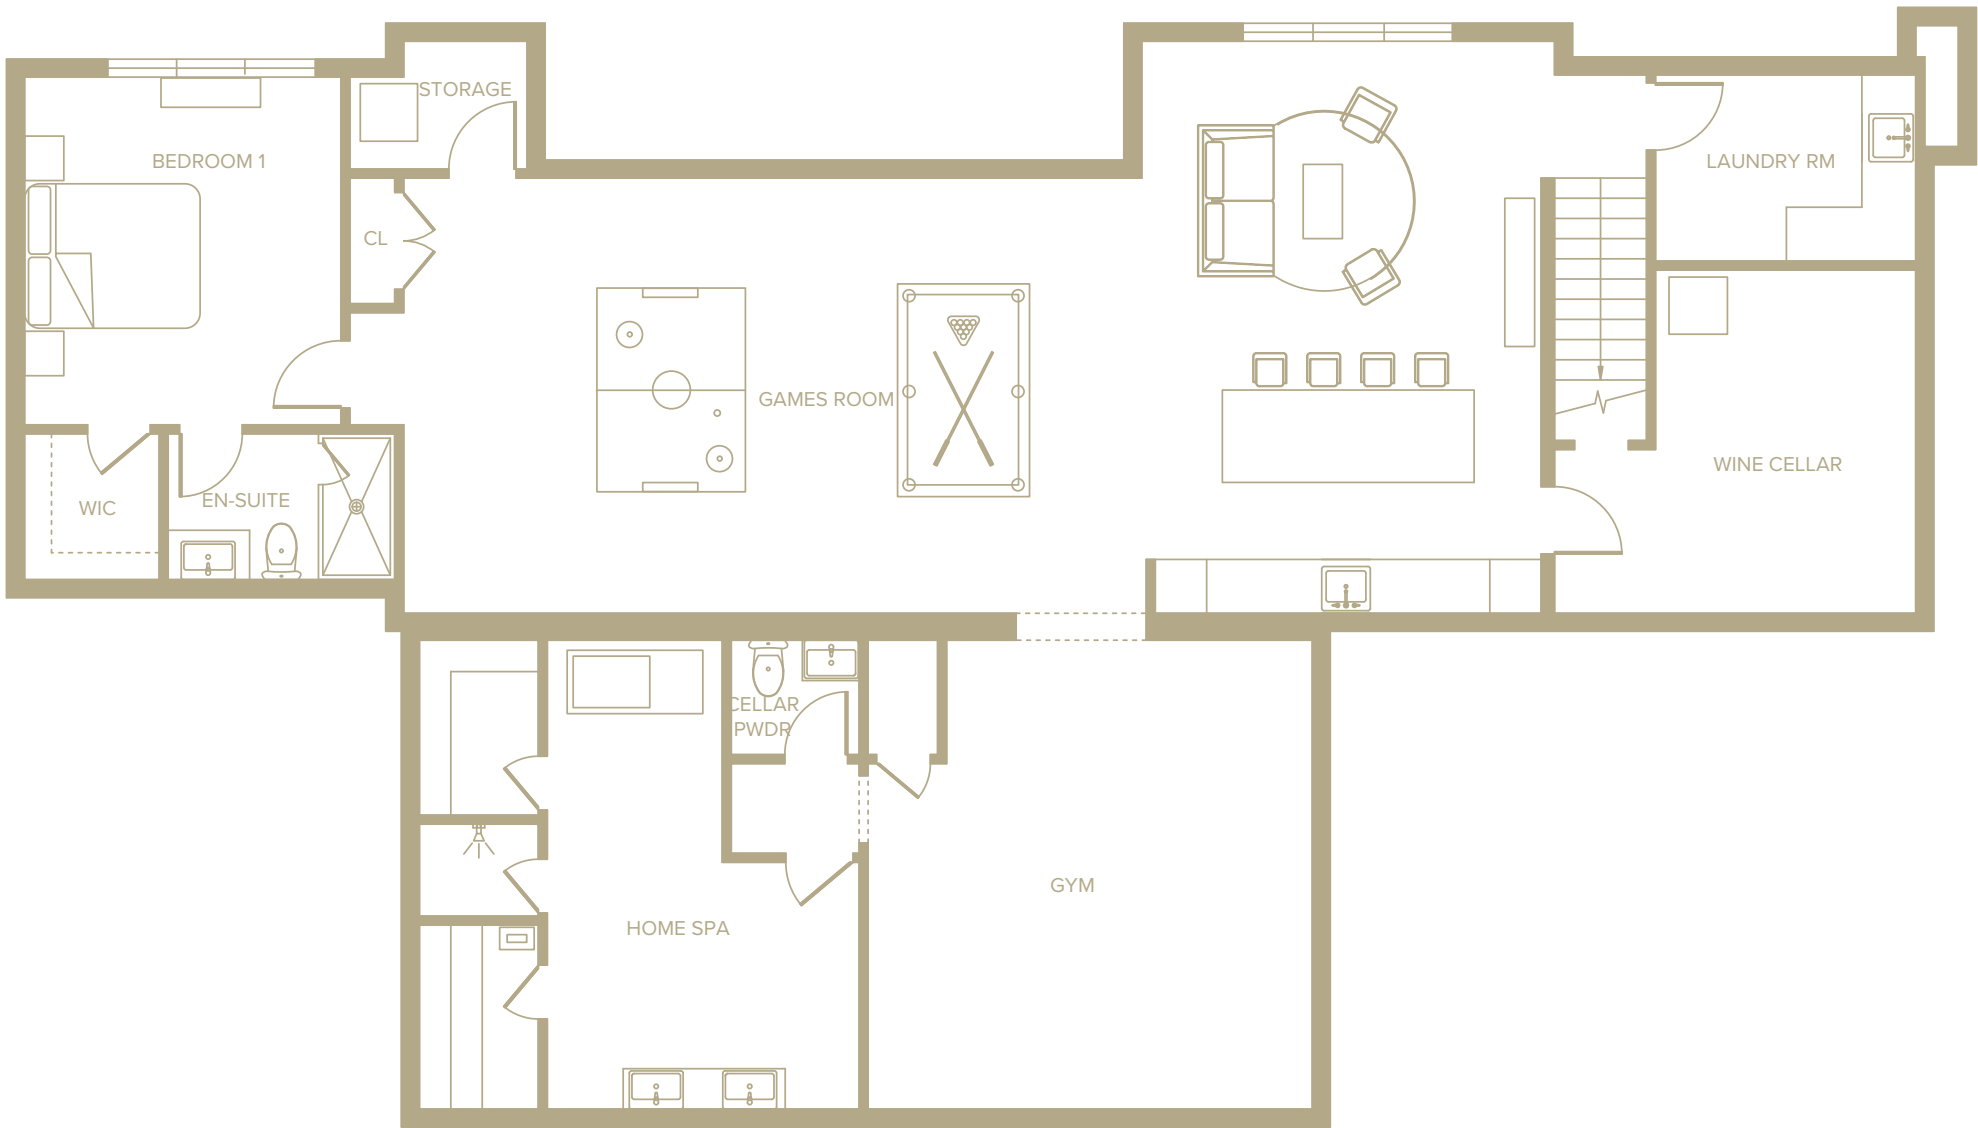 STORAGE
BEDROOM 1
LAUNDRY RM
CL
GAMES ROOM
WINE CELLAR
EN-SUITE
WIC
CELLAR
PWDR
GYM
HOME SPA